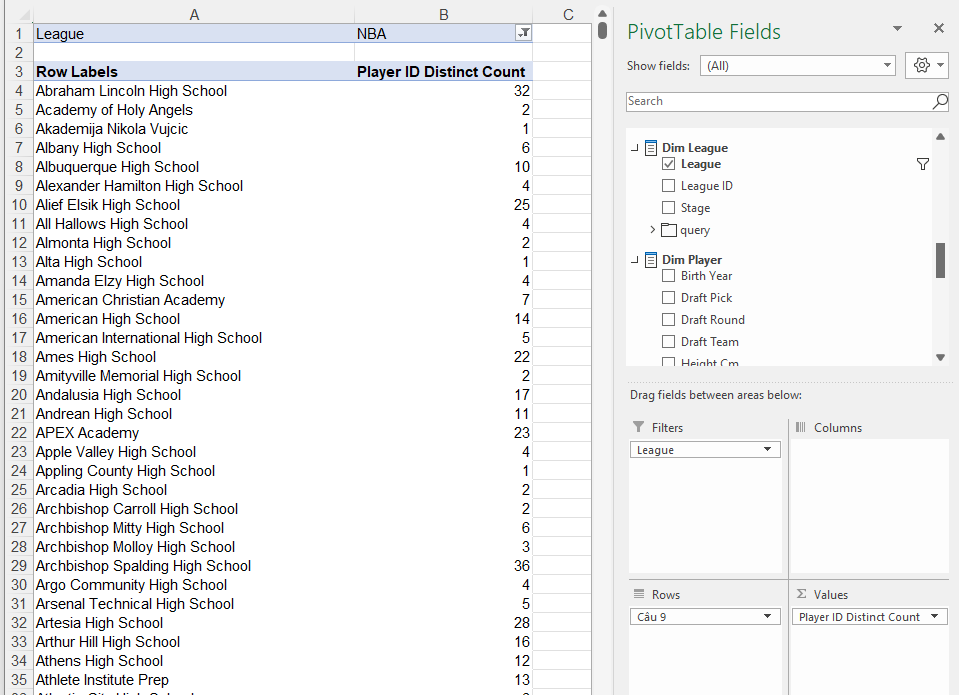 A B C
1 League NBA
2
3 Row Labels Player ID Distinct Count
4 Abraham Lincoln High School 32
5 Academy of Holy Angels 2
6 Akademija Nikola Vujcic 1
7 Albany High School 6
8 Albuquerque High School 10
9 Alexander Hamilton High School 4
10 Alief Elsik High School 25
11 All Hallows High School 4
12 Almonta High School 2
13 Alta High School 1
14 Amanda Elzy High School 4
15 American Christian Academy 7
16 American High School 14
17 American International High School 5
18 Ames High School 22
19 Amityville Memorial High School 2
20 Andalusia High School 17
21 Andrean High School 11
22 APEX Academy 23
23 Apple Valley High School 4
24 Appling County High School 1
25 Arcadia High School 2
26 Archbishop Carroll High School 2
27 Archbishop Mitty High School 6
28 Archbishop Molloy High School 3
29 Archbishop Spalding High School 36
30 Argo Community High School 4
31 Arsenal Technical High School 5
32 Artesia High School 28
33 Arthur Hill High School 16
34 Athens High School 12
35 Athlete Institute Prep 13
PivotTable Fields
Show fields: (All)
Search
Dim League
League
League ID
Stage
query
Dim Player
Birth Year
Draft Pick
Draft Round
Draft Team
Height Cm
Drag fields between areas below:
Filters
League
Columns
Rows
Câu 9
Σ Values
Player ID Distinct Count